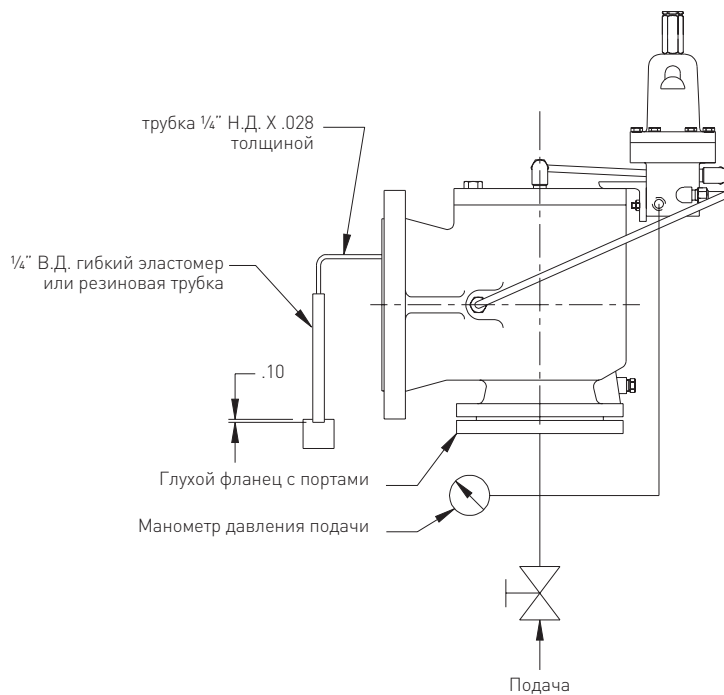 трубка ¼¨ Н.Д. X .028
толщиной
¼¨ В.Д. гибкий эластомер
или резиновая трубка
.10
Глухой фланец с портами
Манометр давления подачи
Подача